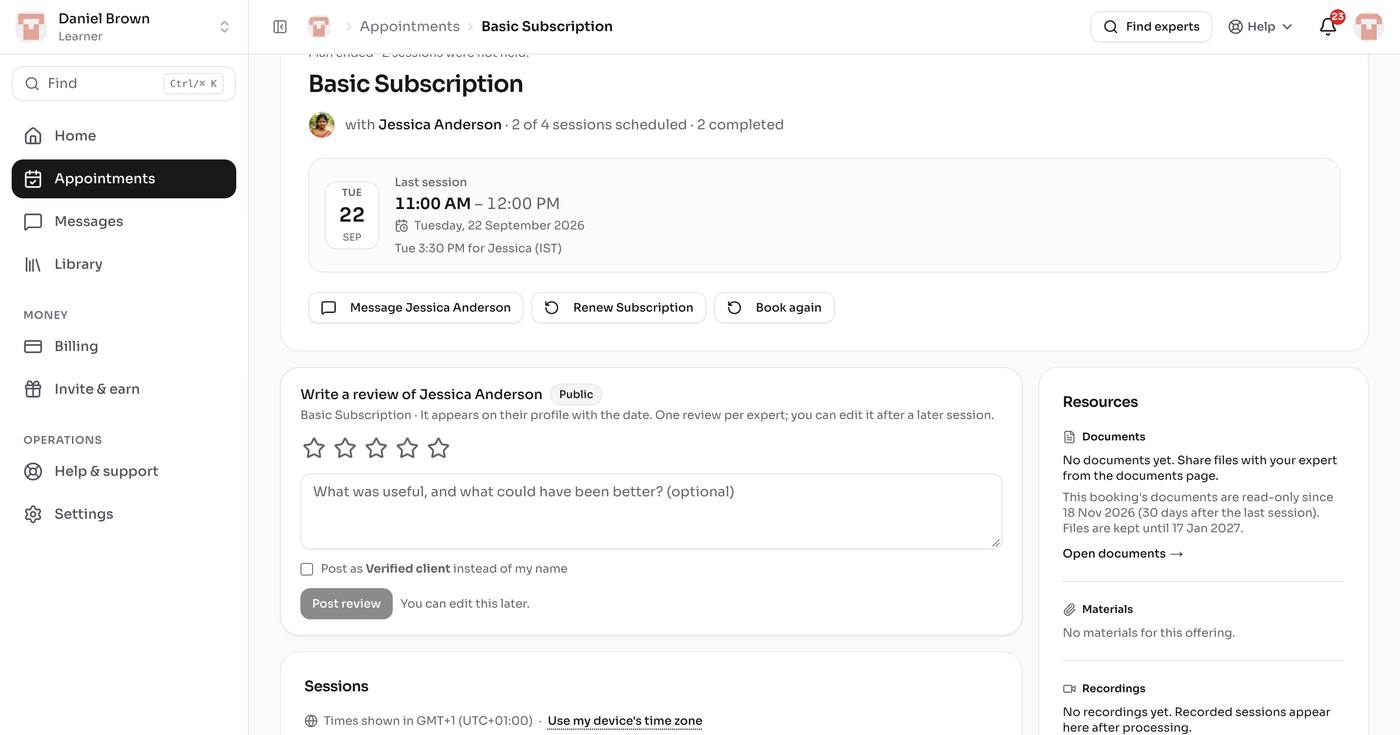 Daniel Brown
Learner
Find
Ctrl/⌘ K
Home
Appointments
Messages
Library
MONEY
Billing
Invite & earn
OPERATIONS
Help & support
Settings
Appointments
Basic Subscription
Find experts
Help
23
Plan ended · 2 sessions were not held.
Basic Subscription
with Jessica Anderson · 2 of 4 sessions scheduled · 2 completed
TUE
22
SEP
Last session
11:00 AM – 12:00 PM
Tuesday, 22 September 2026
Tue 3:30 PM for Jessica (IST)
Message Jessica Anderson
Renew Subscription
Book again
Write a review of Jessica Anderson
Public
Basic Subscription · It appears on their profile with the date. One review per expert; you can edit it after a later session.
What was useful, and what could have been better? (optional)
Post as Verified client instead of my name
Post review
You can edit this later.
Sessions
Times shown in GMT+1 (UTC+01:00) · Use my device's time zone
Resources
Documents
No documents yet. Share files with your expert
from the documents page.
This booking's documents are read-only since
18 Nov 2026 (30 days after the last session).
Files are kept until 17 Jan 2027.
Open documents →
Materials
No materials for this offering.
Recordings
No recordings yet. Recorded sessions appear
here after processing.